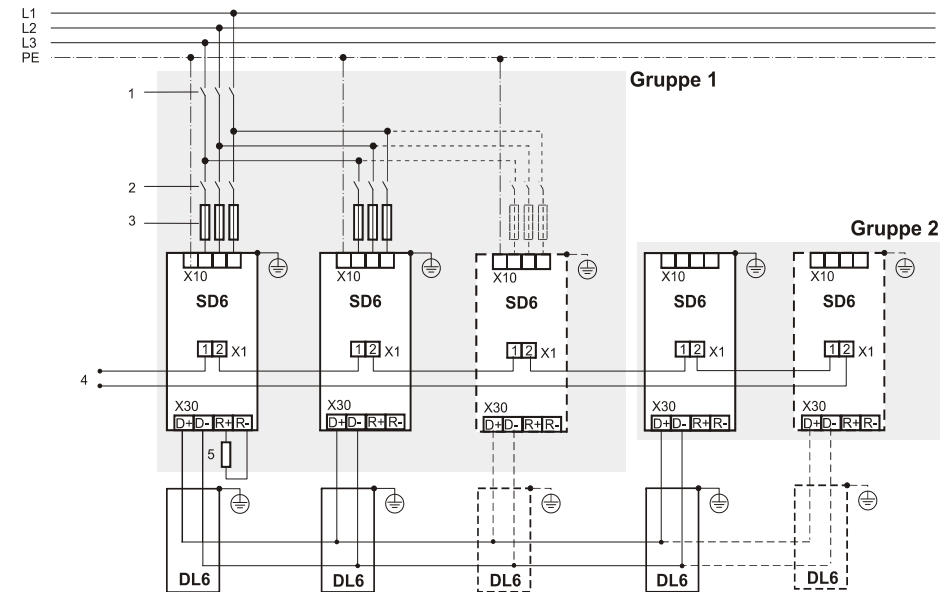 L1
L2
L3
PE
Gruppe 1
1
2
3
Gruppe 2
X10 X10 X10 X10 X10
SD6 SD6 SD6 SD6 SD6
1 2 X1 1 2 X1 1 2 X1 1 2 X1 1 2 X1
4
X30 X30 X30 X30 X30
D+ D- R+ R- D+ D- R+ R- D+ D- R+ R- D+ D- R+ R- D+ D- R+ R-
5
DL6 DL6 DL6 DL6 DL6